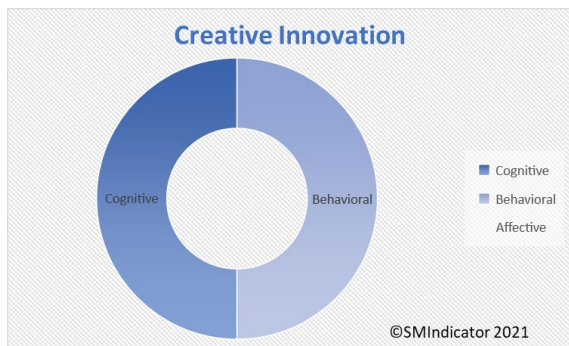 Creative Innovation
Cognitive
Behavioral
Cognitive
Behavioral
Affective
©SMIndicator 2021